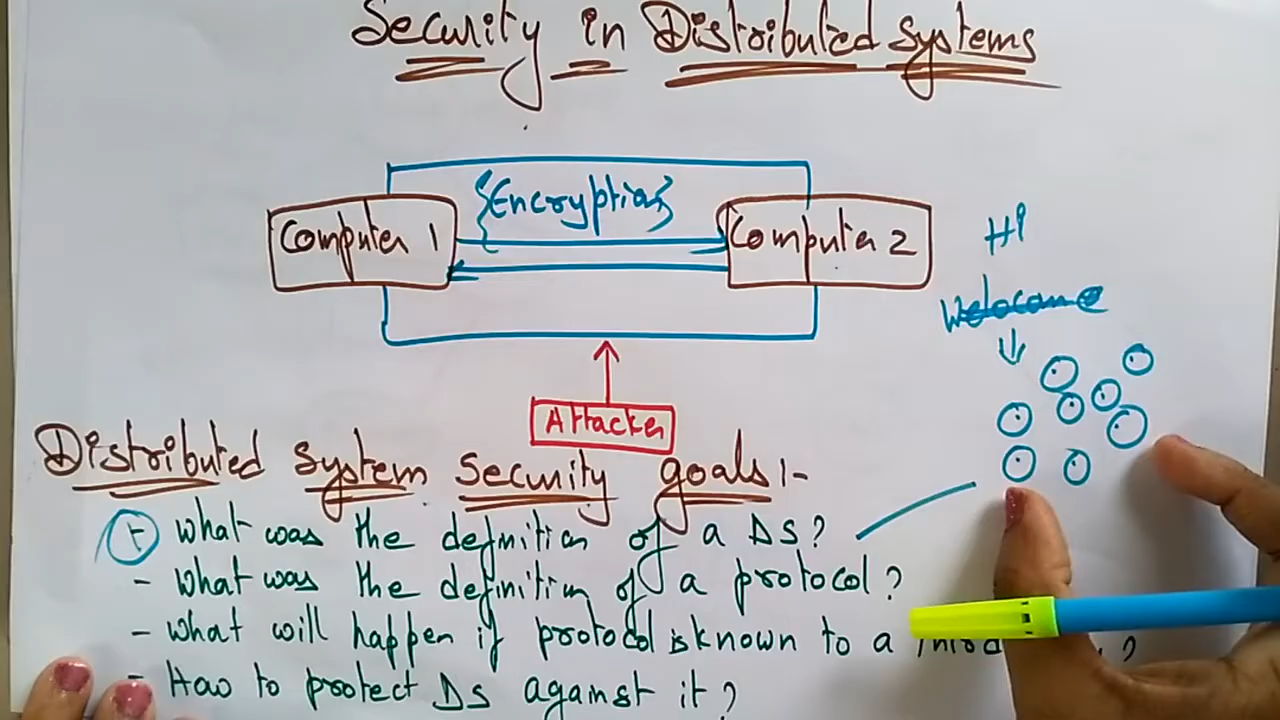 Security in Distributed Systems
{Encryption}
Computer 1
Computer 2
Hi
Welocome
Attacker
Distributed System Security goals :-
+ what was the definition of a DS?
- what was the definition of a protocol?
- what will happen if protocol is known to a ?
- How to protect DS against it?